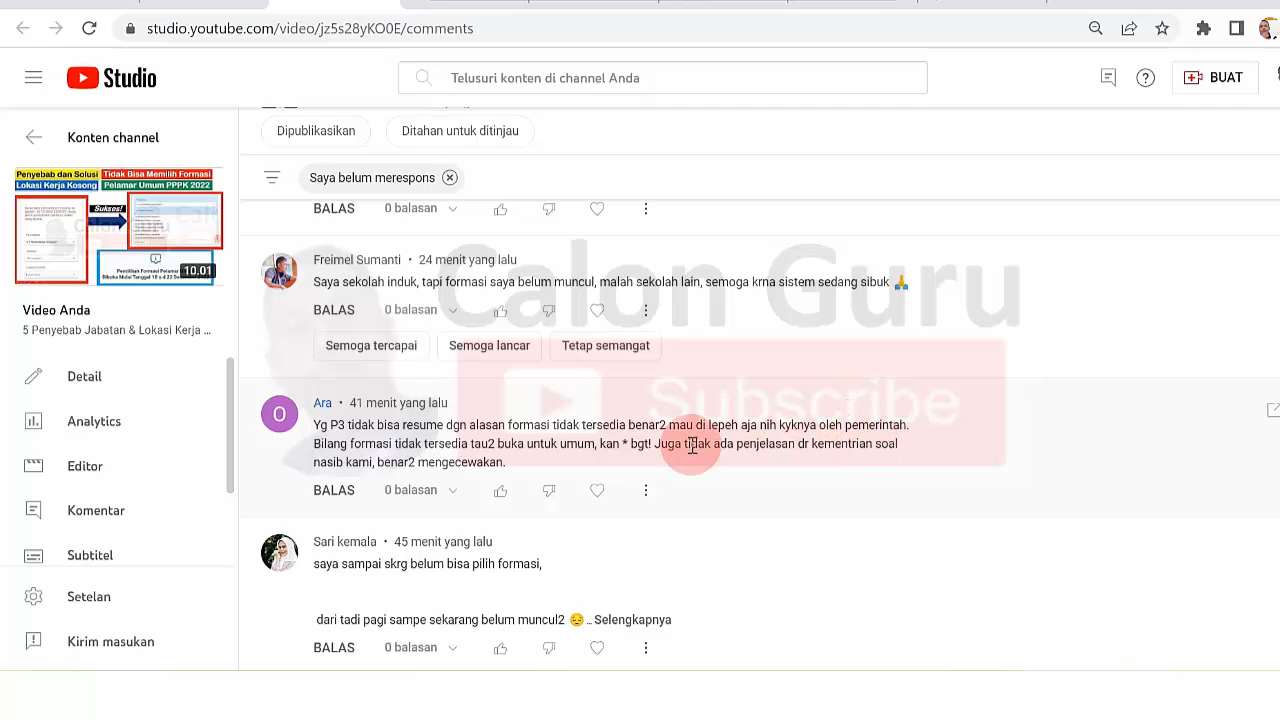 studio.youtube.com/video/jz5s28yKO0E/comments
Studio
Telusuri konten di channel Anda
BUAT
Konten channel
Dipublikasikan
Ditahan untuk ditinjau
Penyebab dan Solusi
Tidak Bisa Memilih Formasi
Lokasi Kerja Kosong
Pelamar Umum PPPK 2022
Sukses!
Pemilihan Formasi Pelamar
10.01
Saya belum merespons
BALAS
0 balasan
Video Anda
5 Penyebab Jabatan & Lokasi Kerja ...
Detail
Analytics
Editor
Komentar
Subtitel
Setelan
Kirim masukan
Freimel Sumanti • 24 menit yang lalu
Saya sekolah induk, tapi formasi saya belum muncul, malah sekolah lain, semoga krna sistem sedang sibuk 🙏
BALAS
0 balasan
Semoga tercapai
Semoga lancar
Tetap semangat
Calon Guru
Subscribe
O
Ara • 41 menit yang lalu
Yg P3 tidak bisa resume dgn alasan formasi tidak tersedia benar2 mau di lepeh aja nih kyknya oleh pemerintah.
Bilang formasi tidak tersedia tau2 buka untuk umum, kan * bgt! Juga tidak ada penjelasan dr kementrian soal
nasib kami, benar2 mengecewakan.
BALAS
0 balasan
Sari kemala • 45 menit yang lalu
saya sampai skrg belum bisa pilih formasi,
dari tadi pagi sampe sekarang belum muncul2 😔 ... Selengkapnya
BALAS
0 balasan